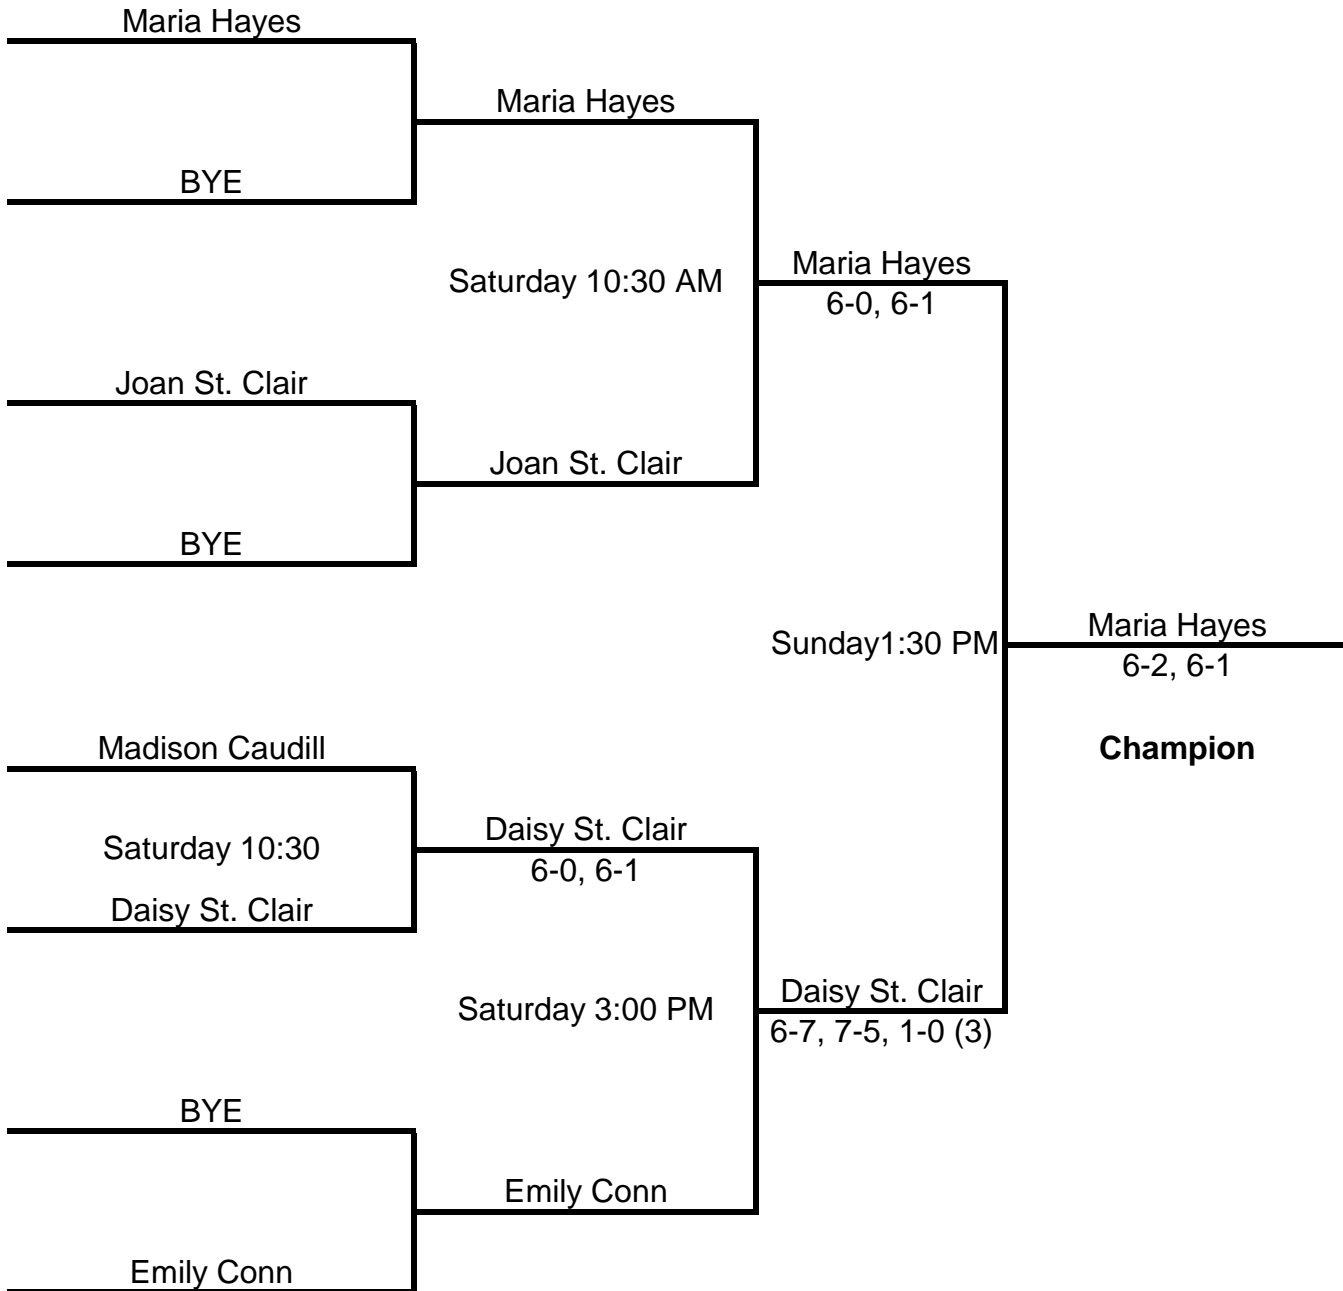 Maria Hayes
Maria Hayes
BYE
Saturday 10:30 AM
Maria Hayes
6-0, 6-1
Joan St. Clair
Joan St. Clair
BYE
Sunday1:30 PM
Maria Hayes
6-2, 6-1
Champion
Madison Caudill
Saturday 10:30
Daisy St. Clair
6-0, 6-1
Daisy St. Clair
Saturday 3:00 PM
Daisy St. Clair
6-7, 7-5, 1-0 (3)
BYE
Emily Conn
Emily Conn